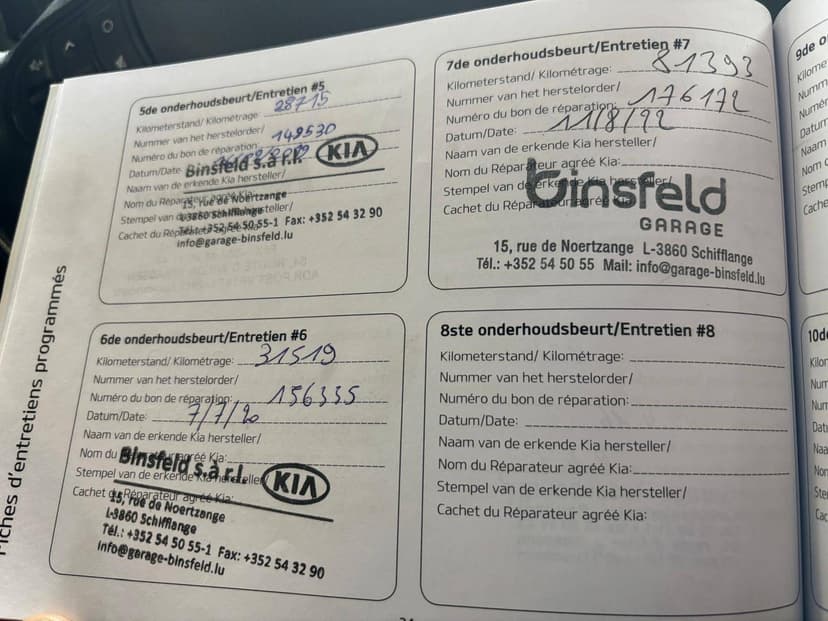 Fiches d'entretiens programmés
5de onderhoudsbeurt/Entretien #5
Kilometerstand/ Kilométrage: 28715
Nummer van het herstelorder/
Numéro du bon de réparation: 149530
Datum/Date:
Naam van de erkende Kia hersteller/
Nom du Réparateur agréé Kia:
Stempel van de erkende Kia hersteller/
Cachet du Réparateur agréé Kia:
Binsfeld s.à r.l. KIA
15, rue de Noertzange
L-3860 Schifflange
Tél.: +352 54 50 55-1 Fax: +352 54 32 90
info@garage-binsfeld.lu
6de onderhoudsbeurt/Entretien #6
Kilometerstand/ Kilométrage: 31519
Nummer van het herstelorder/
Numéro du bon de réparation: 156335
Datum/Date: 7/7/20
Naam van de erkende Kia hersteller/
Nom du Réparateur agréé Kia:
Stempel van de erkende Kia hersteller/
Cachet du Réparateur agréé Kia:
Binsfeld s.à r.l. KIA
15, rue de Noertzange
L-3860 Schifflange
Tél.: +352 54 50 55-1 Fax: +352 54 32 90
info@garage-binsfeld.lu
7de onderhoudsbeurt/Entretien #7
Kilometerstand/ Kilométrage: 81393
Nummer van het herstelorder/
Numéro du bon de réparation: 176172
Datum/Date: 11/8/22
Naam van de erkende Kia hersteller/
Nom du Réparateur agréé Kia:
Stempel van de erkende Kia hersteller/
Cachet du Réparateur agréé Kia:
binsfeld
GARAGE
15, rue de Noertzange L-3860 Schifflange
Tél.: +352 54 50 55 Mail: info@garage-binsfeld.lu
8ste onderhoudsbeurt/Entretien #8
Kilometerstand/ Kilométrage:
Nummer van het herstelorder/
Numéro du bon de réparation:
Datum/Date:
Naam van de erkende Kia hersteller/
Nom du Réparateur agréé Kia:
Stempel van de erkende Kia hersteller/
Cachet du Réparateur agréé Kia:
9de
10d